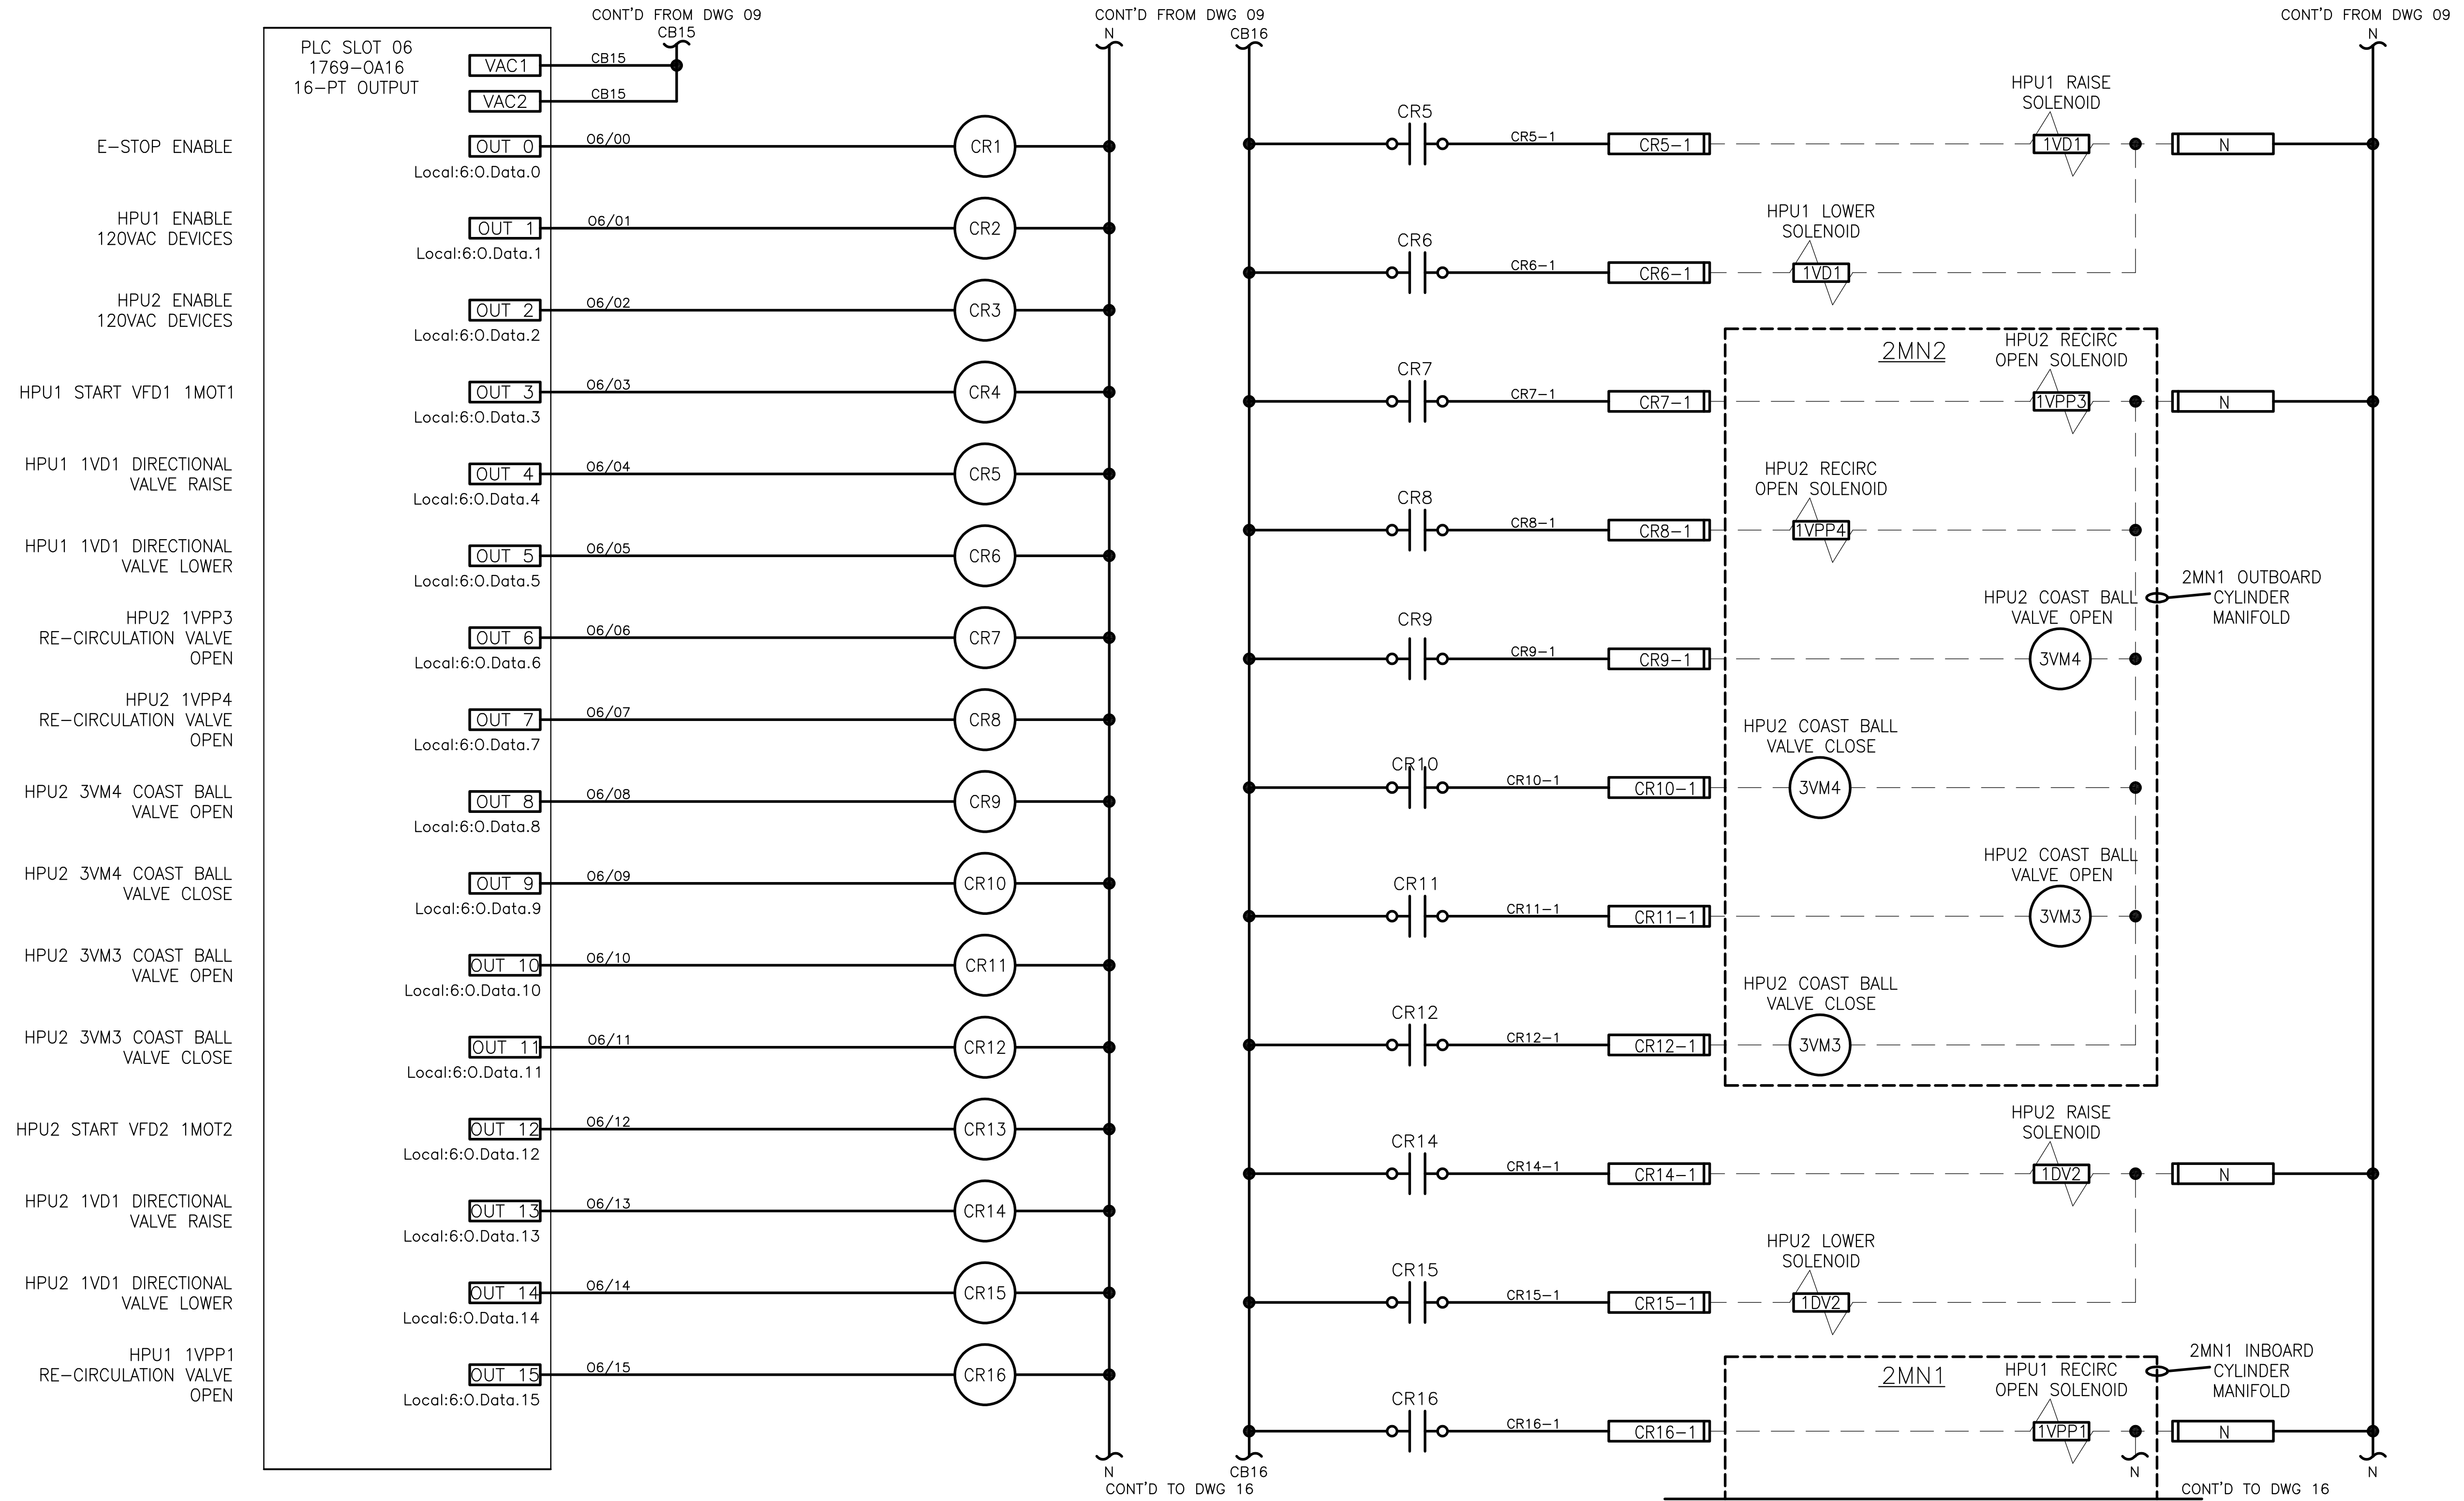 CONT'D FROM DWG 09
CB15
CONT'D FROM DWG 09
N
CB16
CONT'D FROM DWG 09
N
PLC SLOT 06
1769-OA16
16-PT OUTPUT
VAC1
CB15
VAC2
CB15
E-STOP ENABLE
OUT 0
06/00
CR1
Local:6:O.Data.0
HPU1 ENABLE
120VAC DEVICES
OUT 1
06/01
CR2
Local:6:O.Data.1
HPU2 ENABLE
120VAC DEVICES
OUT 2
06/02
CR3
Local:6:O.Data.2
HPU1 START VFD1 1MOT1
OUT 3
06/03
CR4
Local:6:O.Data.3
HPU1 1VD1 DIRECTIONAL
VALVE RAISE
OUT 4
06/04
CR5
Local:6:O.Data.4
HPU1 1VD1 DIRECTIONAL
VALVE LOWER
OUT 5
06/05
CR6
Local:6:O.Data.5
HPU2 1VPP3
RE-CIRCULATION VALVE
OPEN
OUT 6
06/06
CR7
Local:6:O.Data.6
HPU2 1VPP4
RE-CIRCULATION VALVE
OPEN
OUT 7
06/07
CR8
Local:6:O.Data.7
HPU2 3VM4 COAST BALL
VALVE OPEN
OUT 8
06/08
CR9
Local:6:O.Data.8
HPU2 3VM4 COAST BALL
VALVE CLOSE
OUT 9
06/09
CR10
Local:6:O.Data.9
HPU2 3VM3 COAST BALL
VALVE OPEN
OUT 10
06/10
CR11
Local:6:O.Data.10
HPU2 3VM3 COAST BALL
VALVE CLOSE
OUT 11
06/11
CR12
Local:6:O.Data.11
HPU2 START VFD2 1MOT2
OUT 12
06/12
CR13
Local:6:O.Data.12
HPU2 1VD1 DIRECTIONAL
VALVE RAISE
OUT 13
06/13
CR14
Local:6:O.Data.13
HPU2 1VD1 DIRECTIONAL
VALVE LOWER
OUT 14
06/14
CR15
Local:6:O.Data.14
HPU1 1VPP1
RE-CIRCULATION VALVE
OPEN
OUT 15
06/15
CR16
Local:6:O.Data.15
N
CONT'D TO DWG 16
CR5
CR5-1
CR5-1
HPU1 RAISE
SOLENOID
1VD1
N
CR6
CR6-1
CR6-1
HPU1 LOWER
SOLENOID
1VD1
2MN2
CR7
CR7-1
CR7-1
HPU2 RECIRC
OPEN SOLENOID
1VPP3
N
CR8
CR8-1
CR8-1
HPU2 RECIRC
OPEN SOLENOID
1VPP4
2MN1 OUTBOARD
CYLINDER
MANIFOLD
CR9
CR9-1
CR9-1
HPU2 COAST BALL
VALVE OPEN
3VM4
CR10
CR10-1
CR10-1
HPU2 COAST BALL
VALVE CLOSE
3VM4
CR11
CR11-1
CR11-1
HPU2 COAST BALL
VALVE OPEN
3VM3
CR12
CR12-1
CR12-1
HPU2 COAST BALL
VALVE CLOSE
3VM3
CR14
CR14-1
CR14-1
HPU2 RAISE
SOLENOID
1DV2
N
CR15
CR15-1
CR15-1
HPU2 LOWER
SOLENOID
1DV2
2MN1
2MN1 INBOARD
CYLINDER
MANIFOLD
CR16
CR16-1
CR16-1
HPU1 RECIRC
OPEN SOLENOID
1VPP1
N
CB16
N
N
CONT'D TO DWG 16